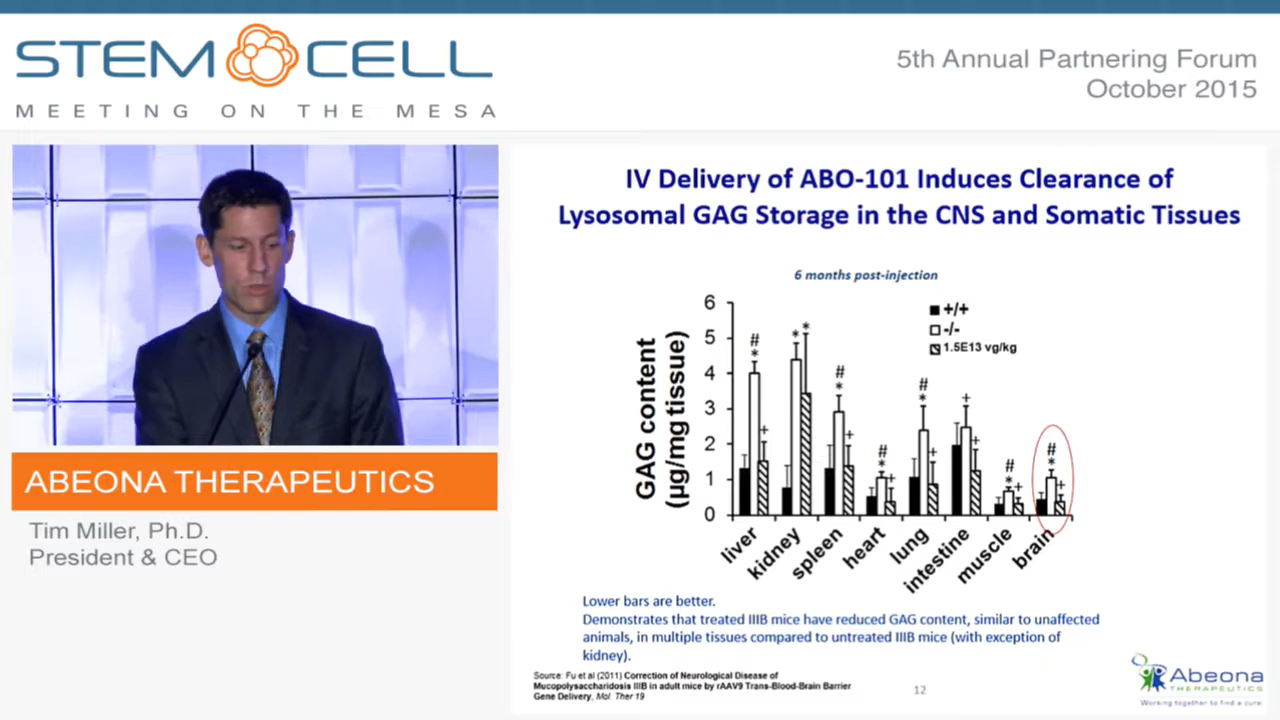 STEM CELL
MEETING ON THE MESA
5th Annual Partnering Forum
October 2015
ABEONA THERAPEUTICS
Tim Miller, Ph.D.
President & CEO
IV Delivery of ABO-101 Induces Clearance of
Lysosomal GAG Storage in the CNS and Somatic Tissues
6 months post-injection
GAG content
(µg/mg tissue)
6
5
4
3
2
1
0
+/+
-/-
1.5E13 vg/kg
#
*
+
*
*
#
*
+
#
*
+
#
*
+
+
+
#
*
+
#
*
+
liver
kidney
spleen
heart
lung
intestine
muscle
brain
Lower bars are better.
Demonstrates that treated IIIB mice have reduced GAG content, similar to unaffected
animals, in multiple tissues compared to untreated IIIB mice (with exception of
kidney).
Source: Fu et al (2011) Correction of Neurological Disease of
Mucopolysaccharidosis IIIB in adult mice by rAAV9 Trans-Blood-Brain Barrier
Gene Delivery, Mol. Ther 19
12
Abeona
THERAPEUTICS
Working together to find a cure